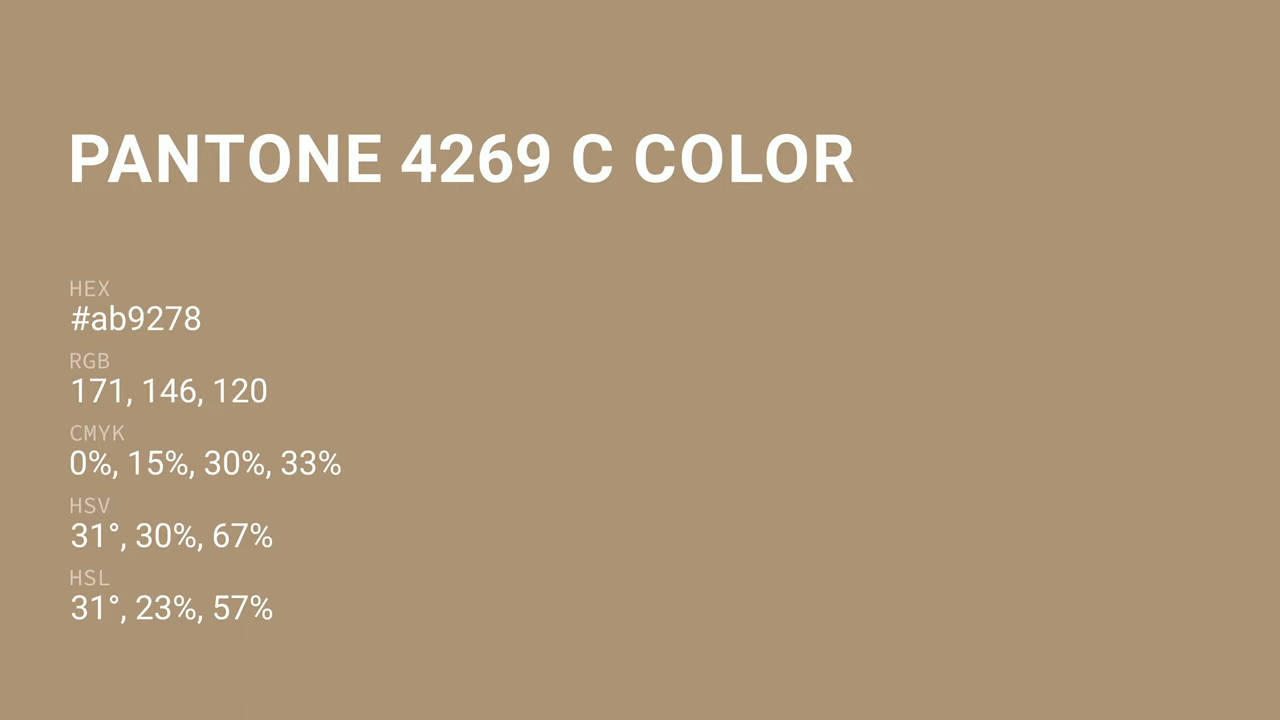 PANTONE 4269 C COLOR
HEX
#ab9278
RGB
171, 146, 120
CMYK
0%, 15%, 30%, 33%
HSV
31°, 30%, 67%
HSL
31°, 23%, 57%